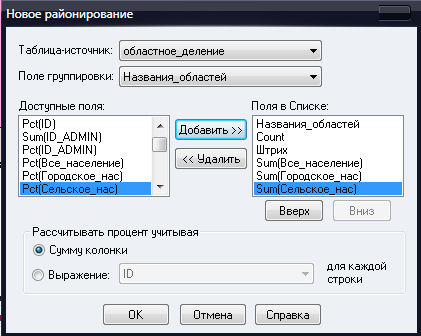 Новое районирование
Таблица-источник: областное_деление
Поле группировки: Названия_областей
Доступные поля:
Pct(ID)
Sum(ID_ADMIN)
Pct(ID_ADMIN)
Pct(Все_население)
Pct(Городское_нас)
Pct(Сельское_нас)
Добавить >>
<< Удалить
Поля в Списке:
Названия_областей
Count
Штрих
Sum(Все_население)
Sum(Городское_нас)
Sum(Сельское_нас)
Вверх
Вниз
Рассчитывать процент учитывая
Сумму колонки
Выражение: ID
для каждой
строки
OK
Отмена
Справка